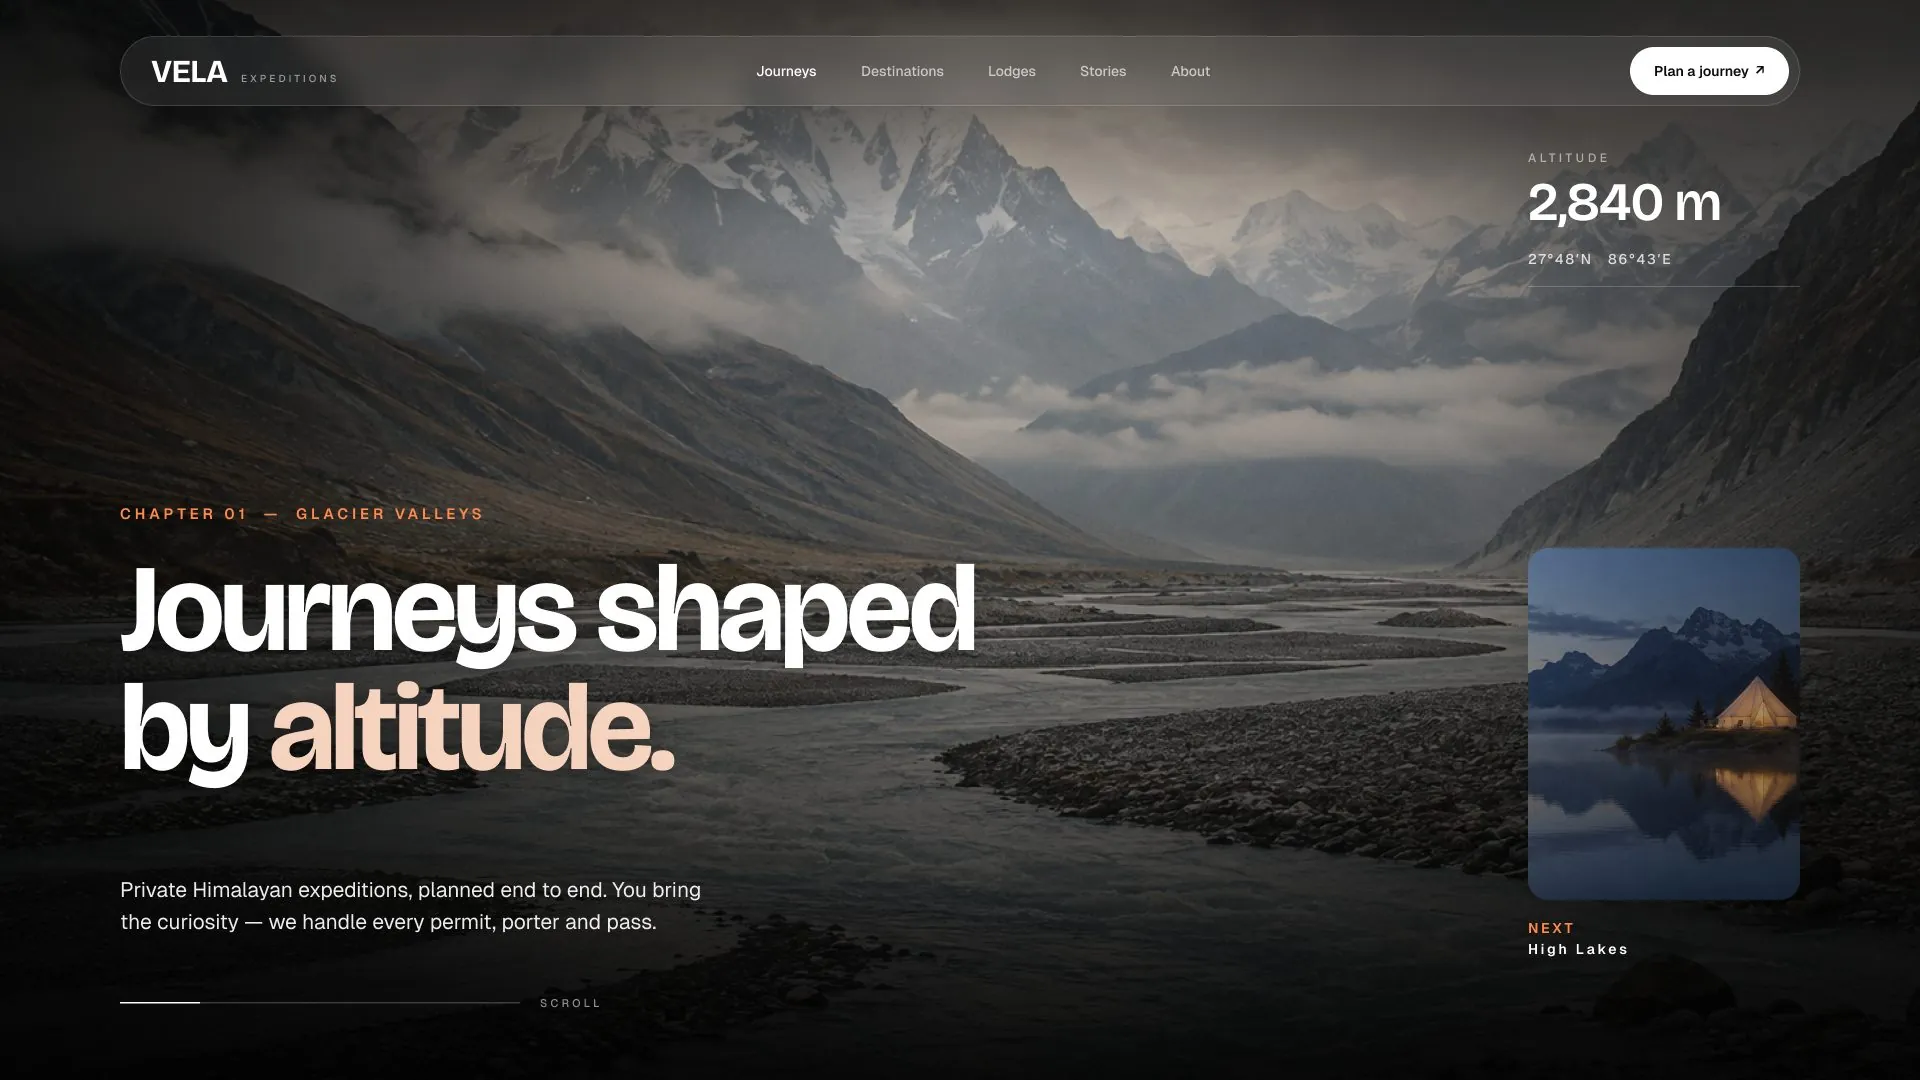 VELA EXPEDITIONS
Journeys
Destinations
Lodges
Stories
About
Plan a journey ↗
ALTITUDE
2,840 m
27°48′N 86°43′E
CHAPTER 01 — GLACIER VALLEYS
Journeys shaped
by altitude.
Private Himalayan expeditions, planned end to end. You bring
the curiosity — we handle every permit, porter and pass.
SCROLL
NEXT
High Lakes